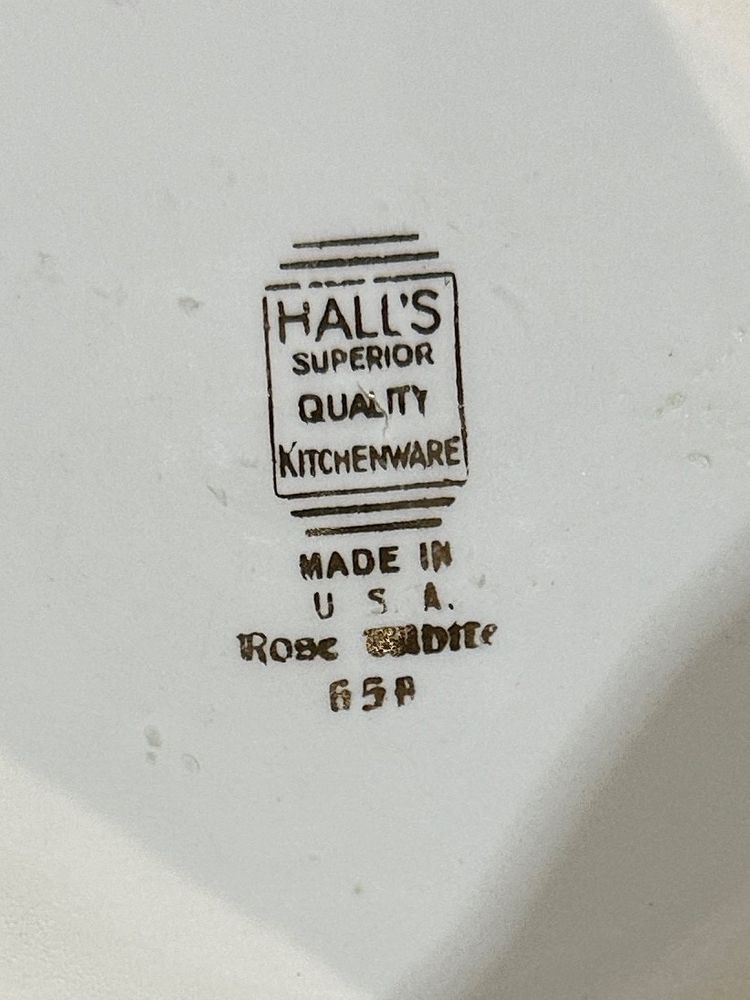 HALL'S
SUPERIOR
QUALITY
KITCHENWARE
MADE IN
U S A.
Rose
65